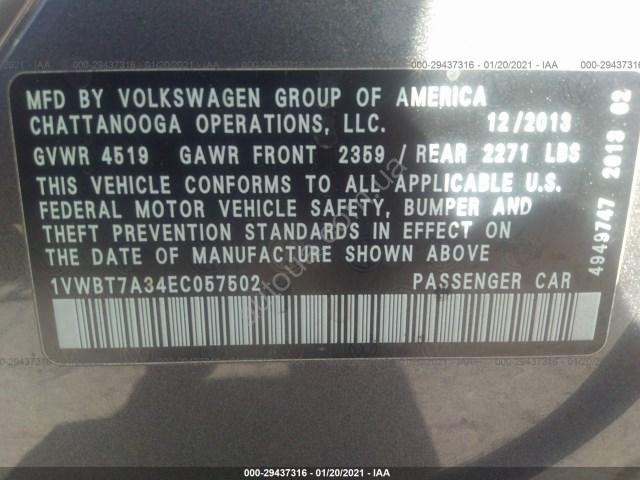 000-29437316 - 01/20/2021 - IAA
MFD BY VOLKSWAGEN GROUP OF AMERICA
CHATTANOOGA OPERATIONS, LLC. 12/2013
GVWR 4519 GAWR FRONT 2359 / REAR 2271 LBS
THIS VEHICLE CONFORMS TO ALL APPLICABLE U.S.
FEDERAL MOTOR VEHICLE SAFETY, BUMPER AND
THEFT PREVENTION STANDARDS IN EFFECT ON
THE DATE OF MANUFACTURE SHOWN ABOVE
1VWBT7A34EC057502 PASSENGER CAR
4949747 2013 02
autour.com.ua
000-29437316 - 01/20/2021 - IAA